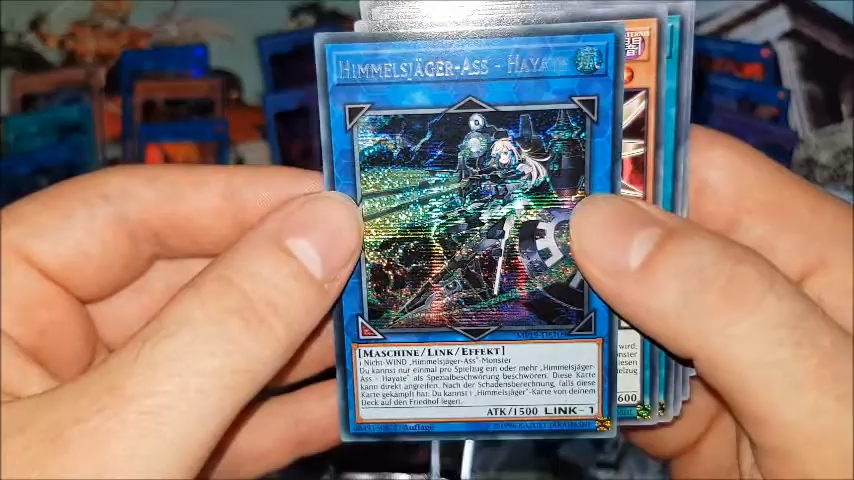 HIMMELSJÄGER-ASS - HAYATE
[MASCHINE/LINK/EFFEKT]
1 Nicht-WIND „Himmelsjäger-Ass"-Monster
Du kannst nur einmal pro Spielzug ein oder mehr „Himmelsjäger-
Ass - Hayate" als Spezialbeschwörung beschwören. Diese Karte
kann direkt angreifen. Nach der Schadensberechnung, falls diese
Karte gekämpft hat: Du kannst 1 „Himmelsjäger"-Karte von deinem
Deck auf den Friedhof legen.
ATK/1500 LINK-1
1. Auflage
600